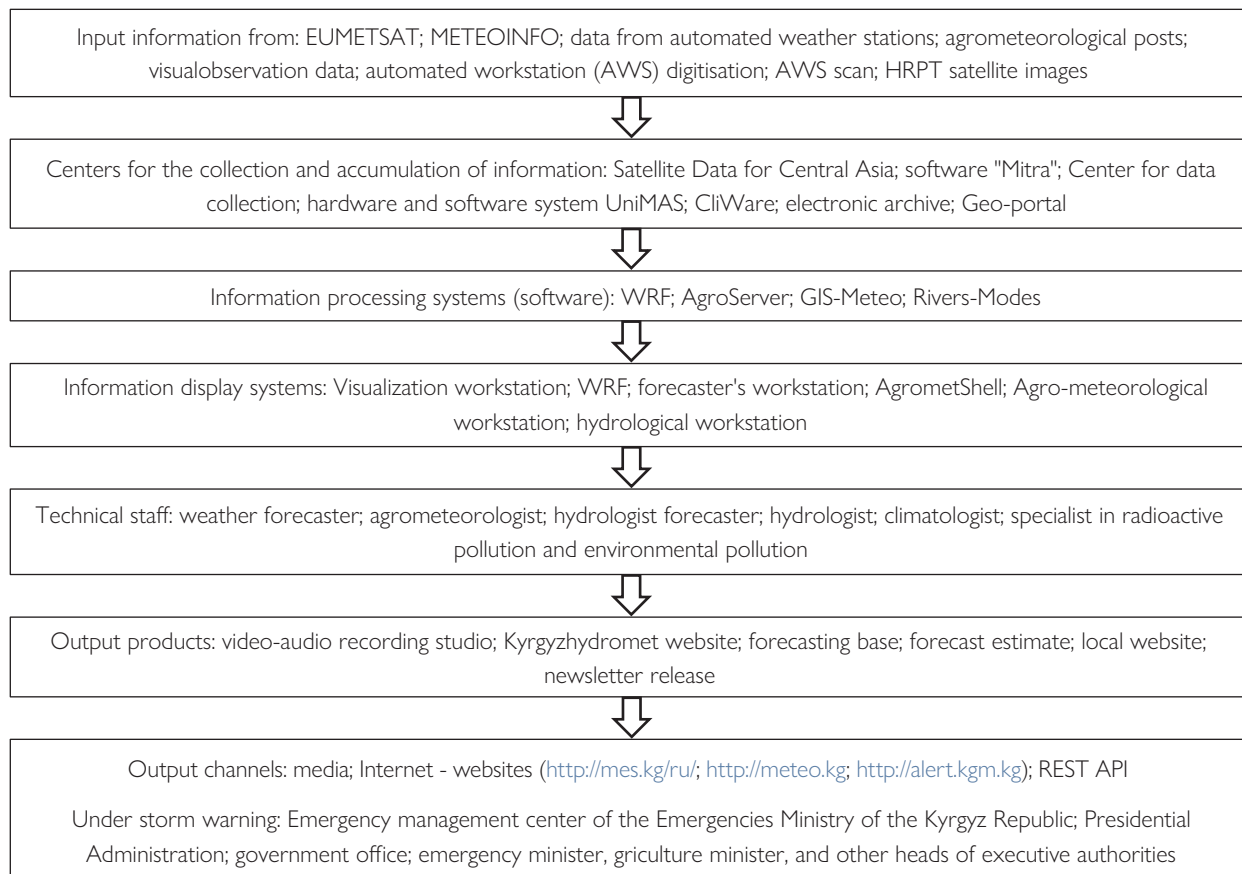 Input information from: EUMETSAT; METEOINFO; data from automated weather stations; agrometeorological posts;
visualobservation data; automated workstation (AWS) digitisation; AWS scan; HRPT satellite images
Centers for the collection and accumulation of information: Satellite Data for Central Asia; software "Mitra"; Center for data
collection; hardware and software system UniMAS; CliWare; electronic archive; Geo-portal
Information processing systems (software): WRF; AgroServer; GIS-Meteo; Rivers-Modes
Information display systems: Visualization workstation; WRF; forecaster's workstation; AgrometShell; Agro-meteorological
workstation; hydrological workstation
Technical staff: weather forecaster; agrometeorologist; hydrologist forecaster; hydrologist; climatologist; specialist in radioactive
pollution and environmental pollution
Output products: video-audio recording studio; Kyrgyzhydromet website; forecasting base; forecast estimate; local website;
newsletter release
Output channels: media; Internet - websites (http://mes.kg/ru/; http://meteo.kg; http://alert.kgm.kg); REST API
Under storm warning: Emergency management center of the Emergencies Ministry of the Kyrgyz Republic; Presidential
Administration; government office; emergency minister, griculture minister, and other heads of executive authorities